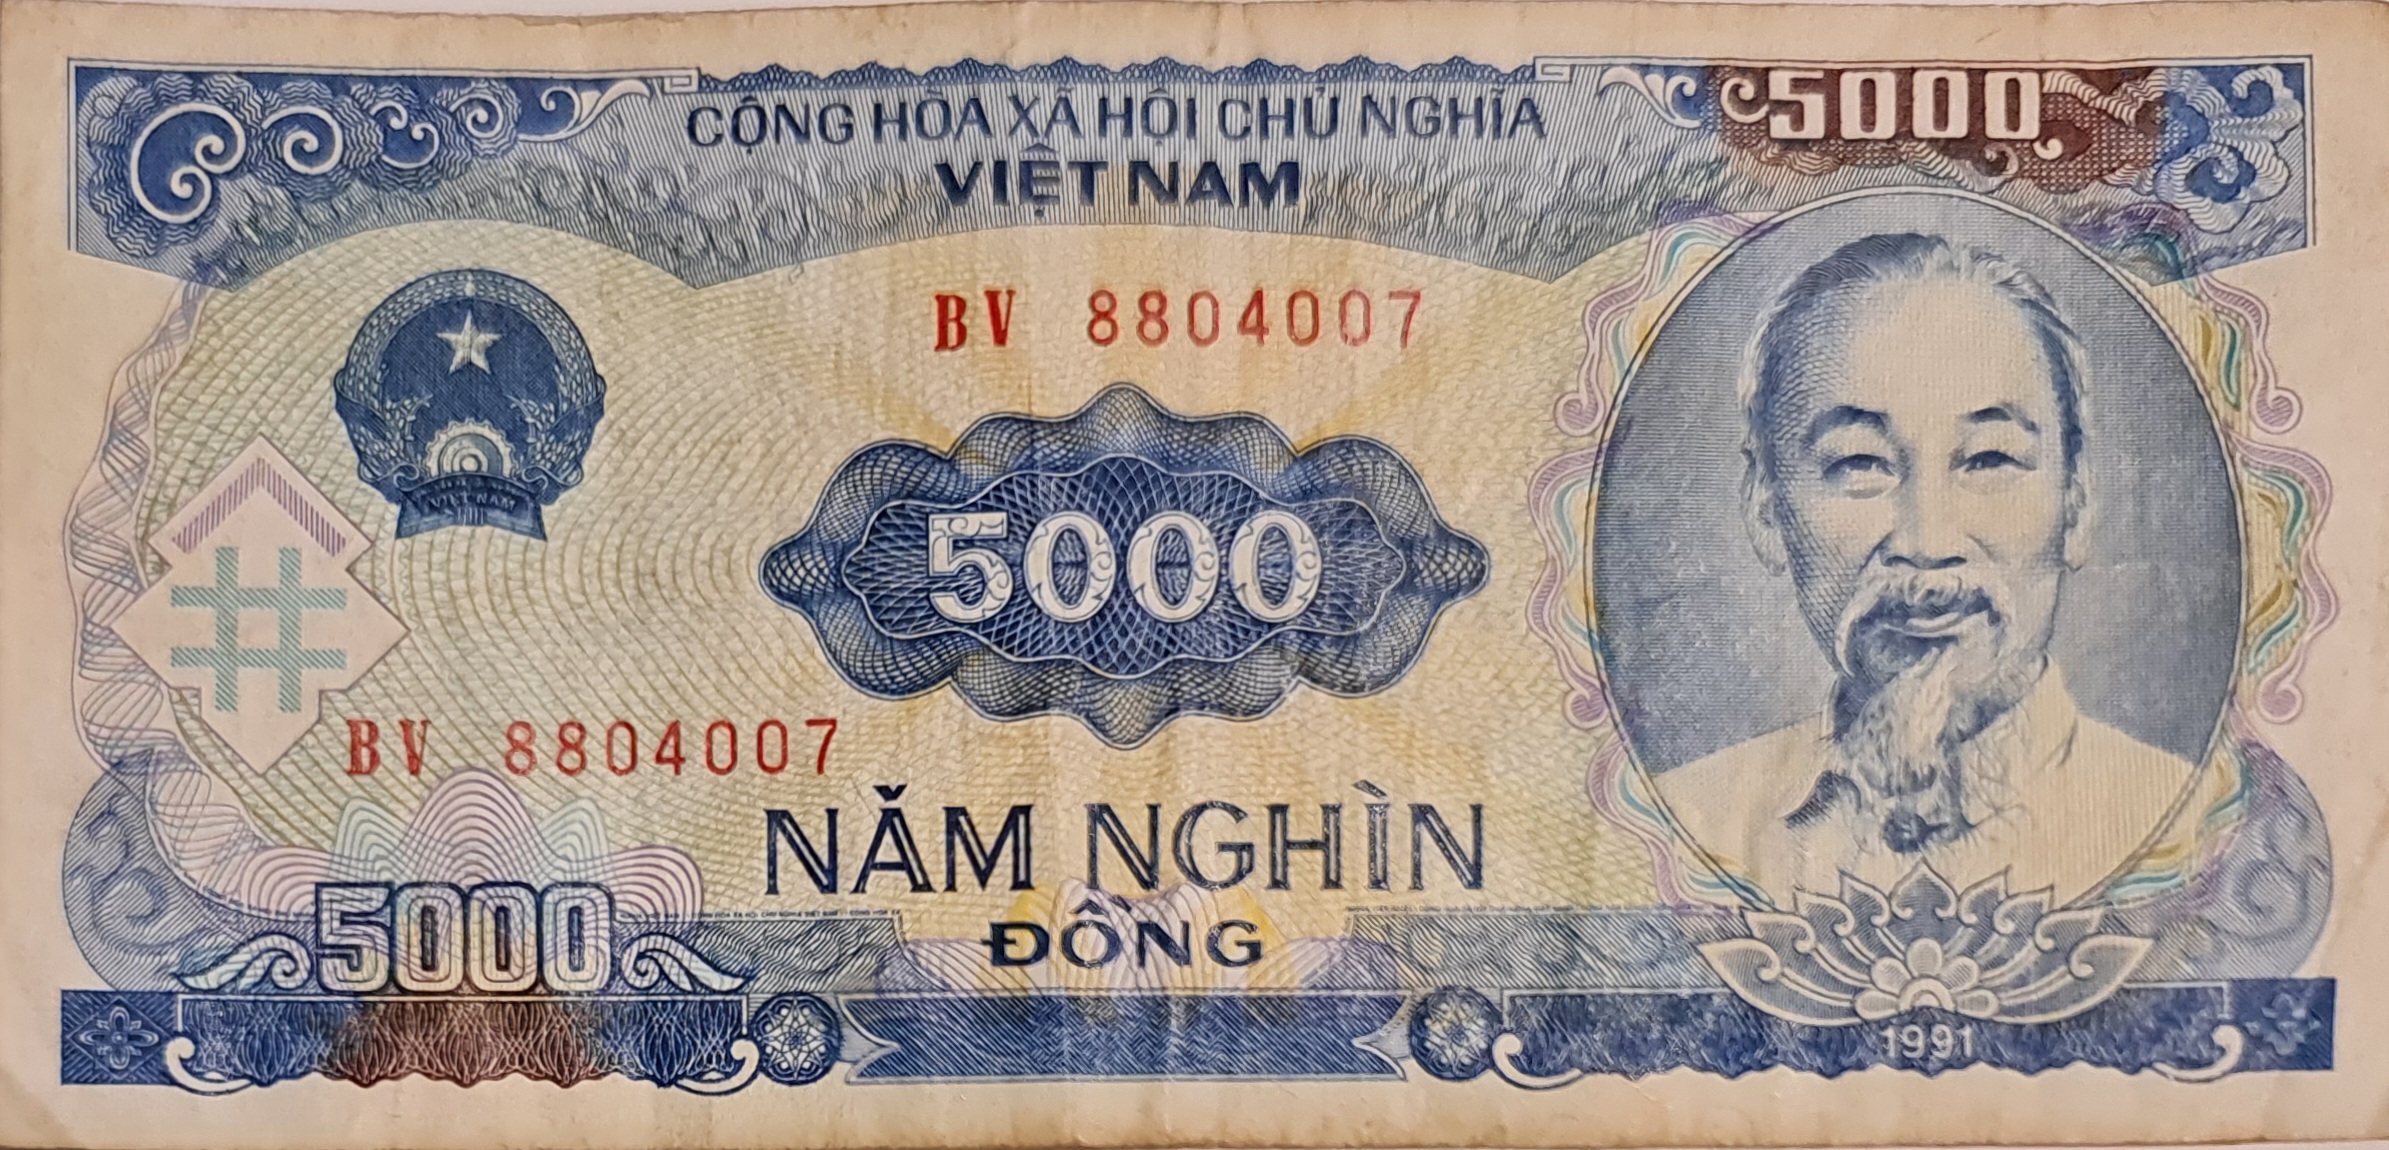 CỘNG HÒA XÃ HỘI CHỦ NGHĨA
VIỆT NAM
5000
BV 8804007
VIỆT NAM
5000
BV 8804007
NĂM NGHÌN
ĐỒNG
5000
1991